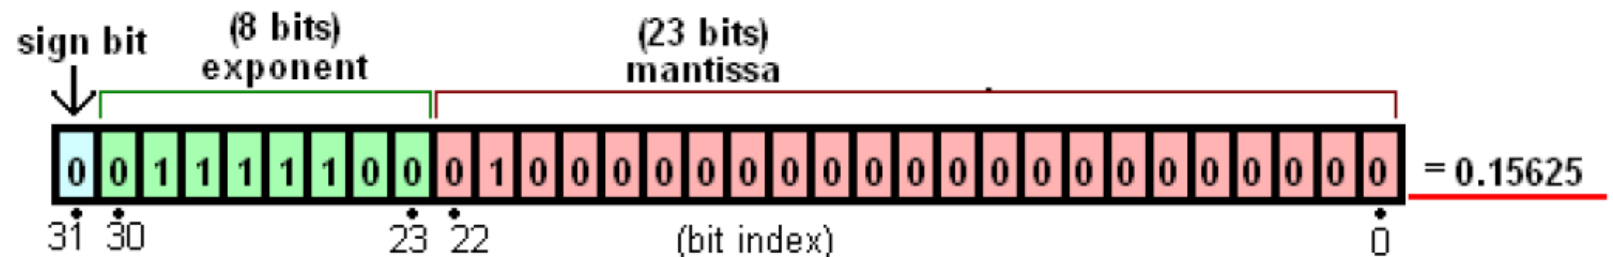 sign bit
(8 bits)
exponent
(23 bits)
mantissa
0 0 1 1 1 1 1 0 0 0 1 0 0 0 0 0 0 0 0 0 0 0 0 0 0 0 0 0 0 0 0 0 = 0.15625
31 30 23 22 (bit index) 0